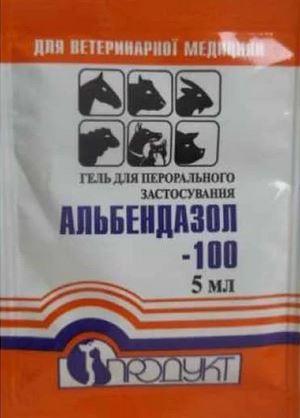 ДЛЯ ВЕТЕРИНАРНОЇ МЕДИЦИНИ
ГЕЛЬ ДЛЯ ПЕРОРАЛЬНОГО
ЗАСТОСУВАННЯ
АЛЬБЕНДАЗОЛ
-100
5 МЛ
ПРОДУКТ